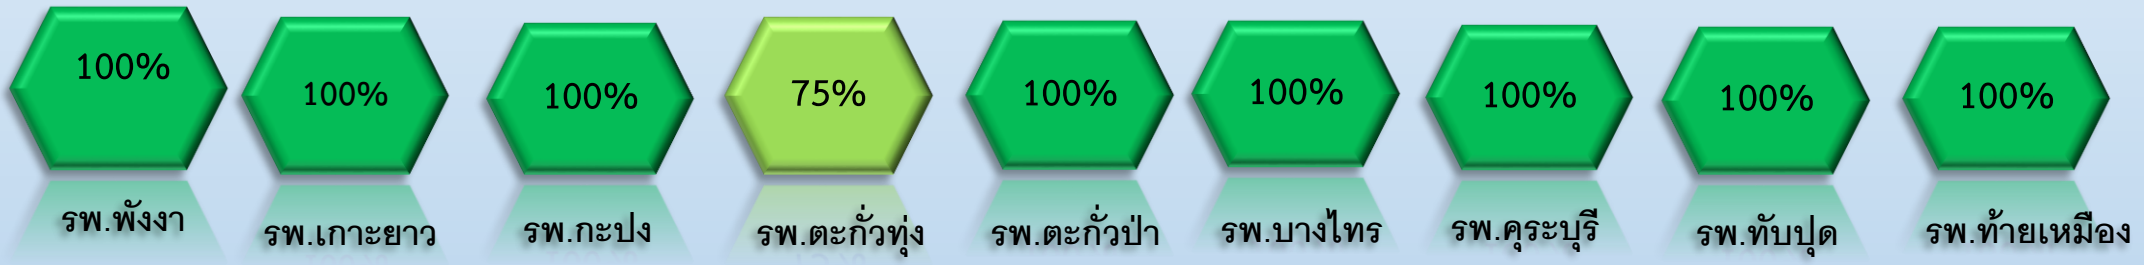 100% 100% 100% 75% 100% 100% 100% 100% 100%
รพ.พังงา รพ.เกาะยาว รพ.กะปง รพ.ตะกั่วทุ่ง รพ.ตะกั่วป่า รพ.บางไทร รพ.คุระบุรี รพ.ทับปุด รพ.ท้ายเหมือง